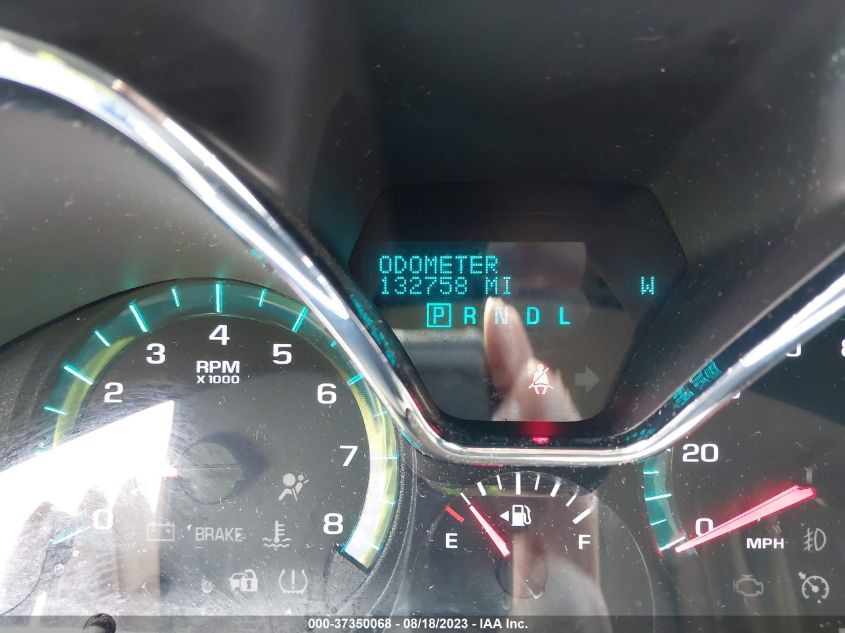 ODOMETER
132758 MI
W
P R N D L
0 2 3 4 5 6 7 8
RPM
X 1000
BRAKE
E F
0 20
MPH
000-37350068 - 08/18/2023 - IAA Inc.